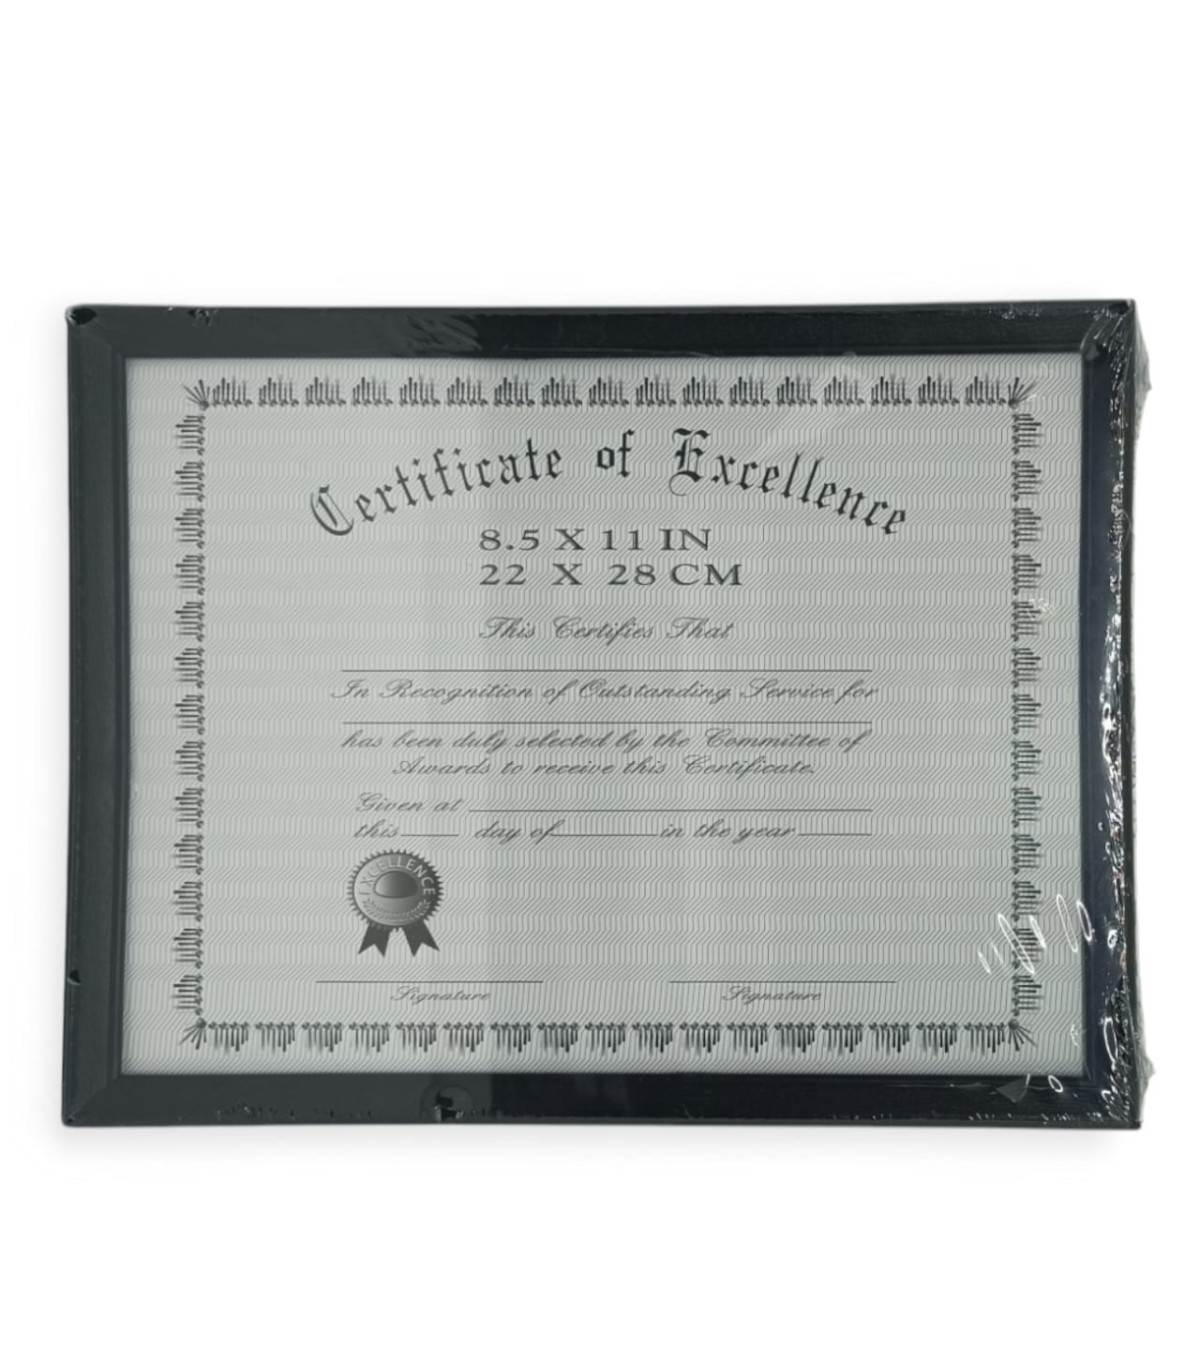 Certificate of Excellence
8.5 X 11 IN
22 X 28 CM
This Certifies That
In Recognition of Outstanding Service for
has been duly selected by the Committee of
Awards to receive this Certificate.
Given at
this day of in the year
EXCELLENCE
Signature Signature